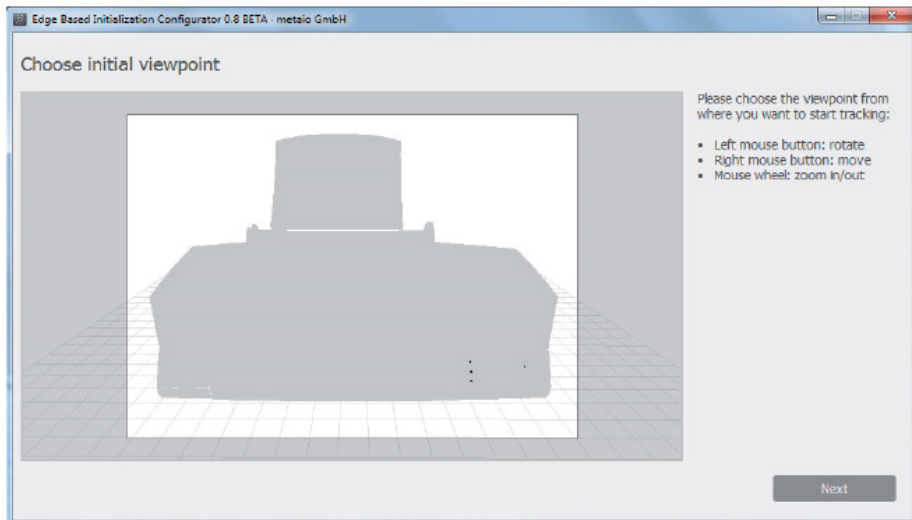 Edge Based Initialization Configurator 0.8 BETA - metaio GmbH
Choose initial viewpoint
Please choose the viewpoint from
where you want to start tracking:
• Left mouse button: rotate
• Right mouse button: move
• Mouse wheel: zoom in/out
Next